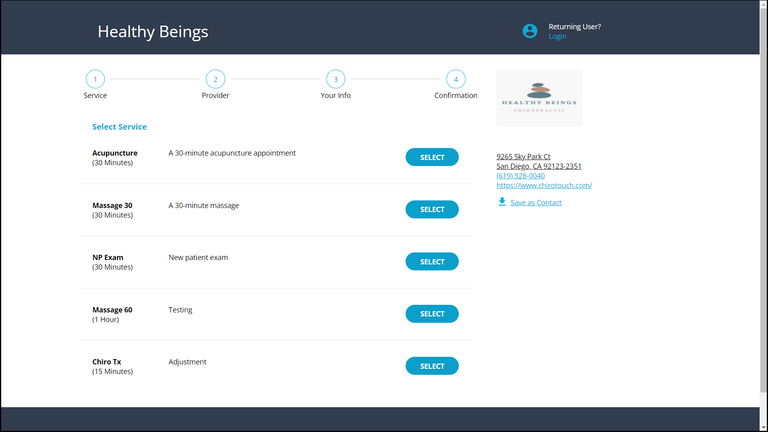 Healthy Beings
Returning User?
Login
1
2
3
4
Service
Provider
Your Info
Confirmation
HEALTHY BEINGS
CHIROPRACTIC
Select Service
Acupuncture
(30 Minutes)
A 30-minute acupuncture appointment
SELECT
Massage 30
(30 Minutes)
A 30-minute massage
SELECT
NP Exam
(30 Minutes)
New patient exam
SELECT
Massage 60
(1 Hour)
Testing
SELECT
Chiro Tx
(15 Minutes)
Adjustment
SELECT
9265 Sky Park Ct
San Diego, CA 92123-2351
(619) 528-0040
https://www.chirotouch.com/
Save as Contact